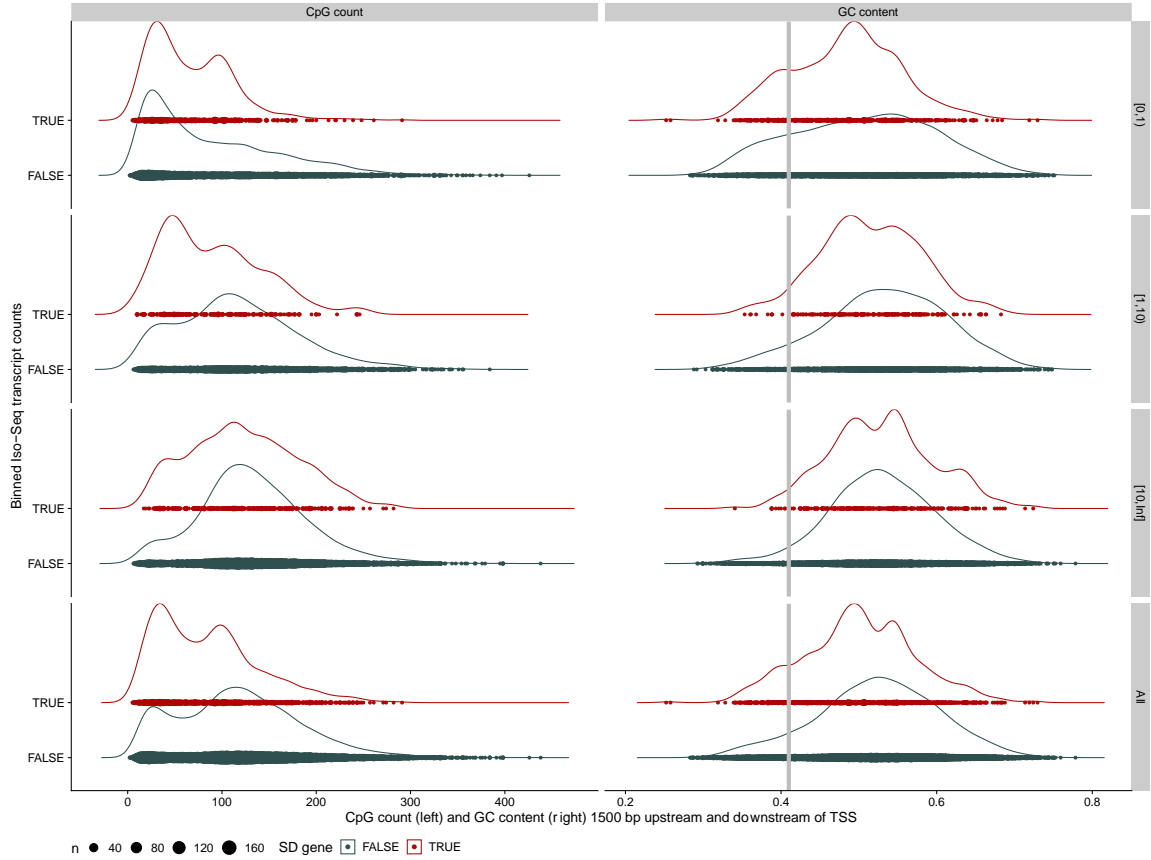 CpG count
GC content
TRUE
FALSE
[0,1)
TRUE
FALSE
[1,10)
TRUE
FALSE
[10,Inf]
TRUE
FALSE
All
Binned Iso−Seq transcript counts
0 100 200 300 400
0.2 0.4 0.6 0.8
CpG count (left) and GC content (right) 1500 bp upstream and downstream of TSS
n 40 80 120 160 SD gene FALSE TRUE